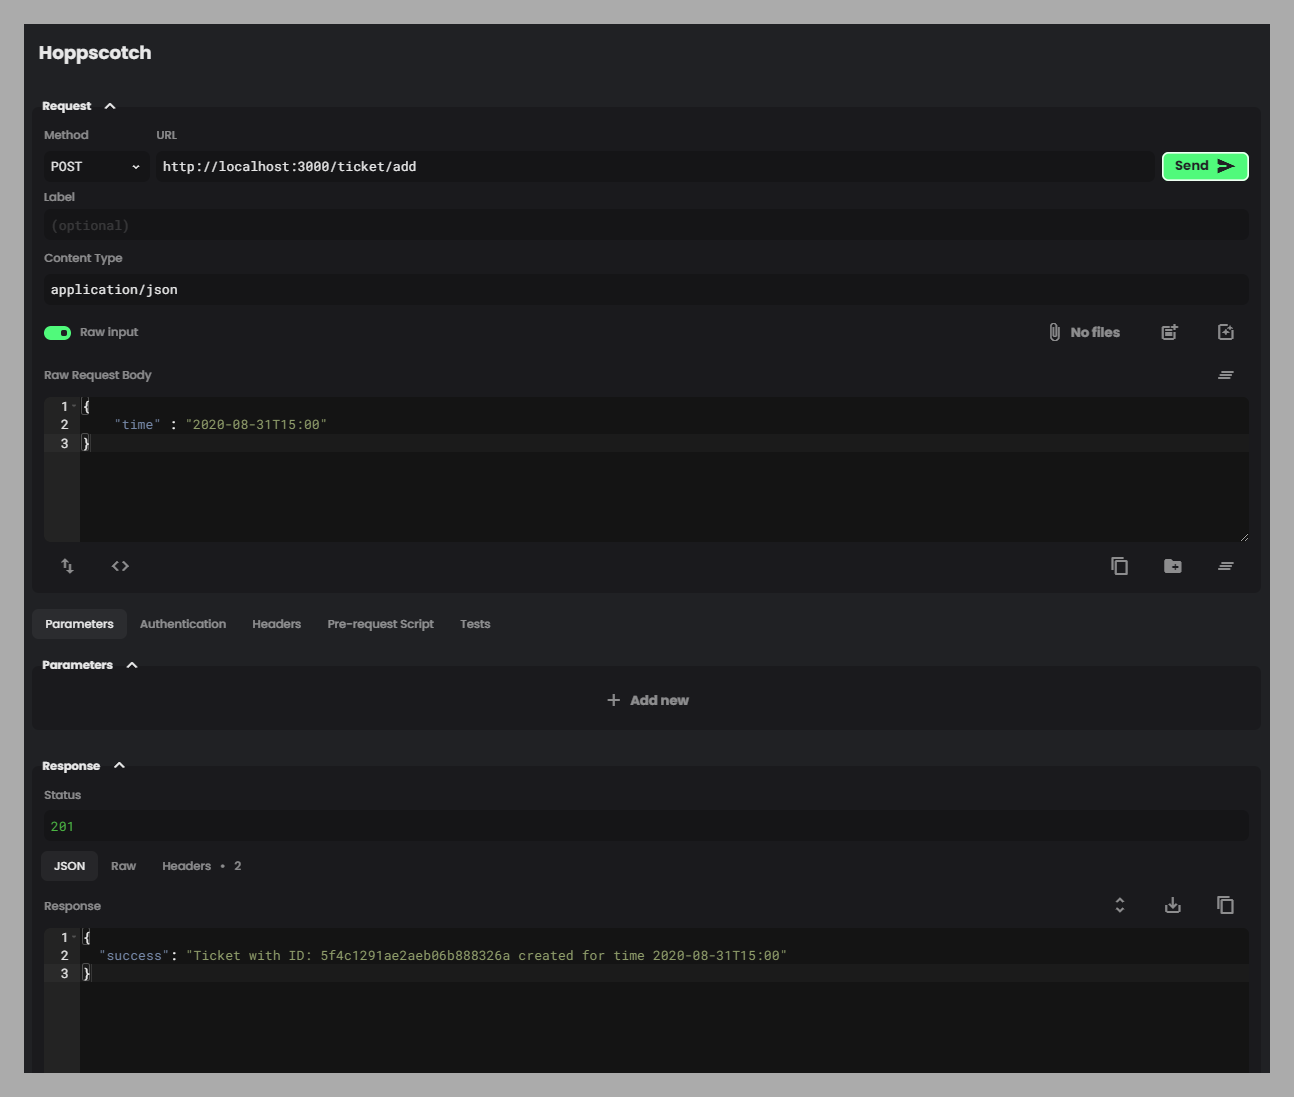 Hoppscotch
Request
Method URL
POST http://localhost:3000/ticket/add Send
Label
(optional)
Content Type
application/json
Raw input No files
Raw Request Body
1 {
2 "time" : "2020-08-31T15:00"
3 }
Parameters Authentication Headers Pre-request Script Tests
Parameters
Add new
Response
Status
201
JSON Raw Headers • 2
Response
1 {
2 "success": "Ticket with ID: 5f4c1291ae2aeb06b888326a created for time 2020-08-31T15:00"
3 }